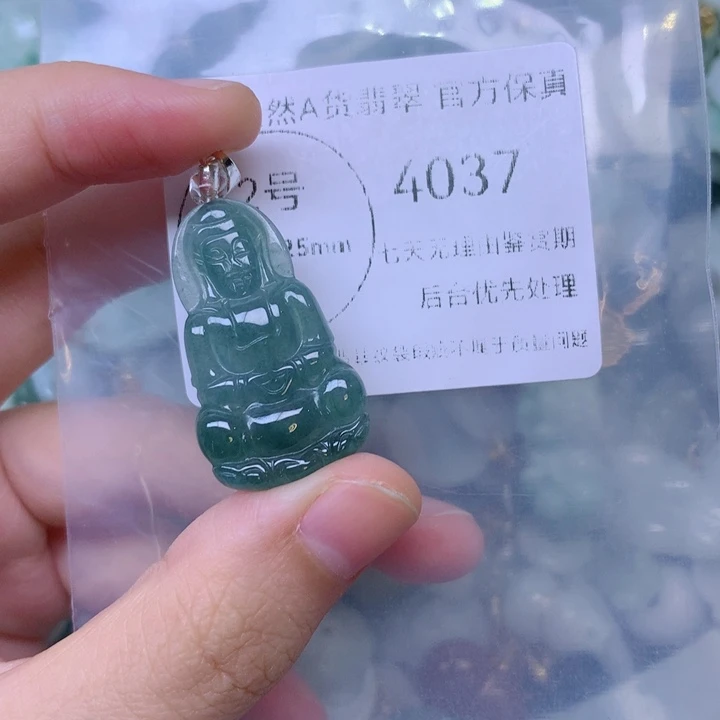 然A货翡翠 官方保真
2号
4037
35mm
七天无理由鉴赏期
后台优先处理